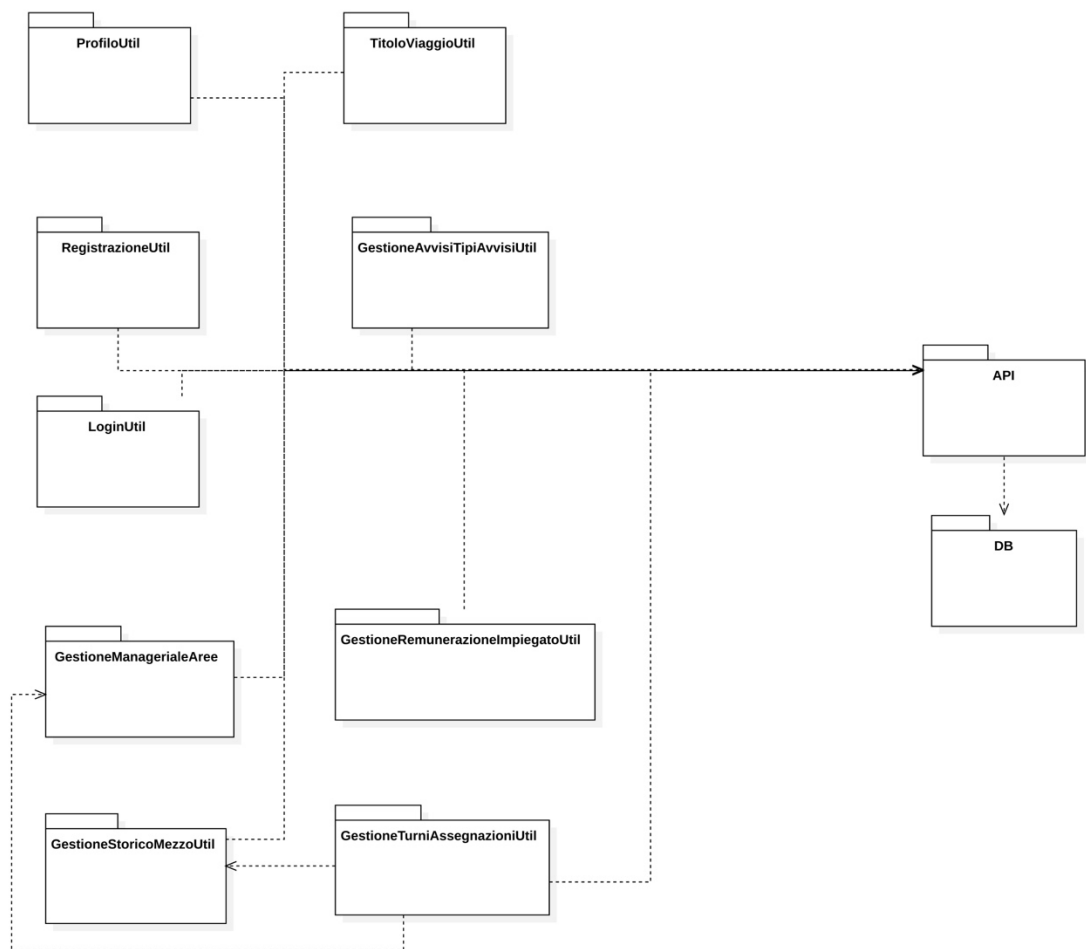 ProfiloUtil
TitoloViaggioUtil
RegistrazioneUtil
GestioneAvvisiTipiAvvisiUtil
API
LoginUtil
DB
GestioneManagerialeAree
GestioneRemunerazioneImpiegatoUtil
GestioneStoricoMezzoUtil
GestioneTurniAssegnazioniUtil